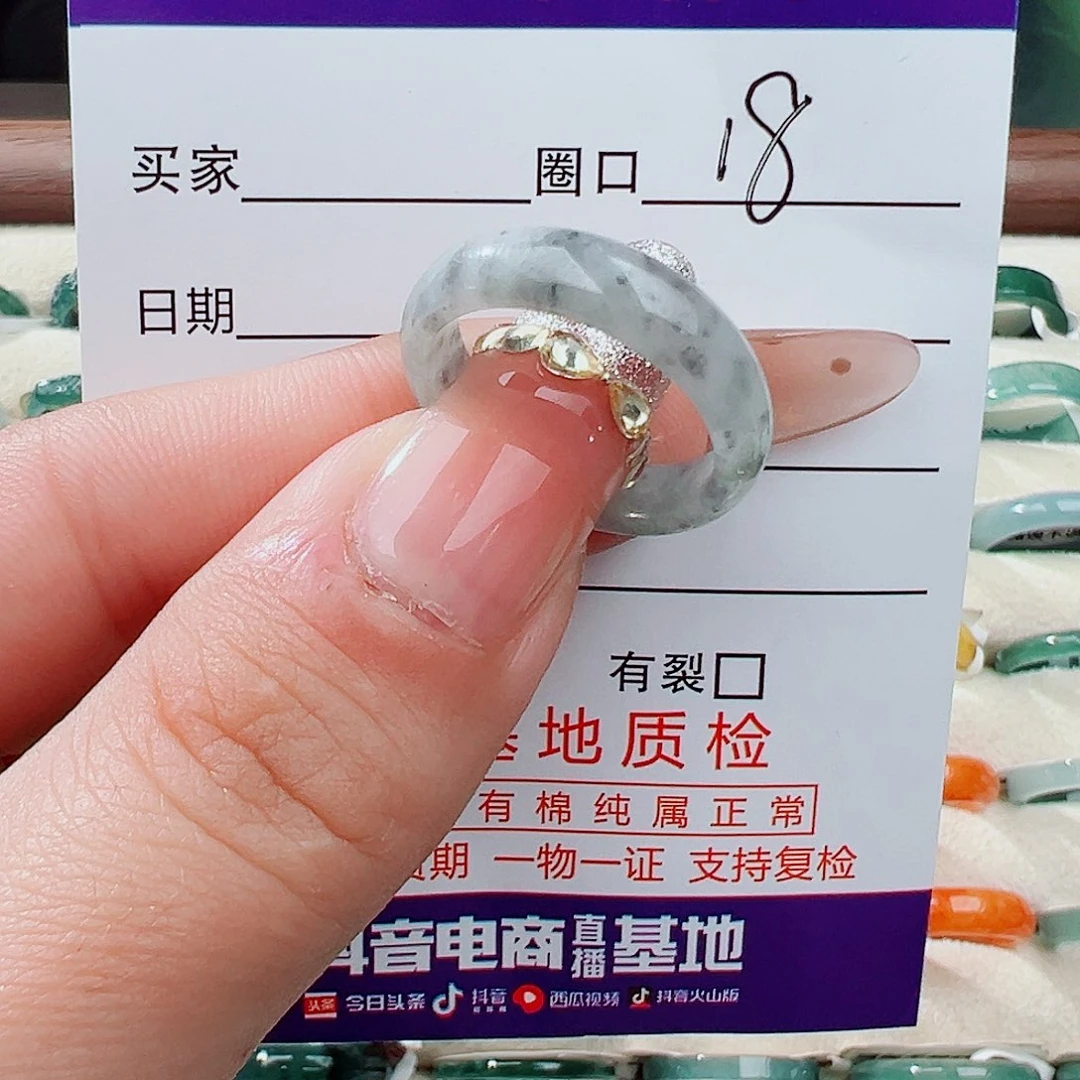 买家 圈口 18
日期
有裂
地质检
有棉纯属正常
期 一物一证 支持复检
抖音电商直播基地
头条 今日头条 抖音 西瓜视频 抖音火山版